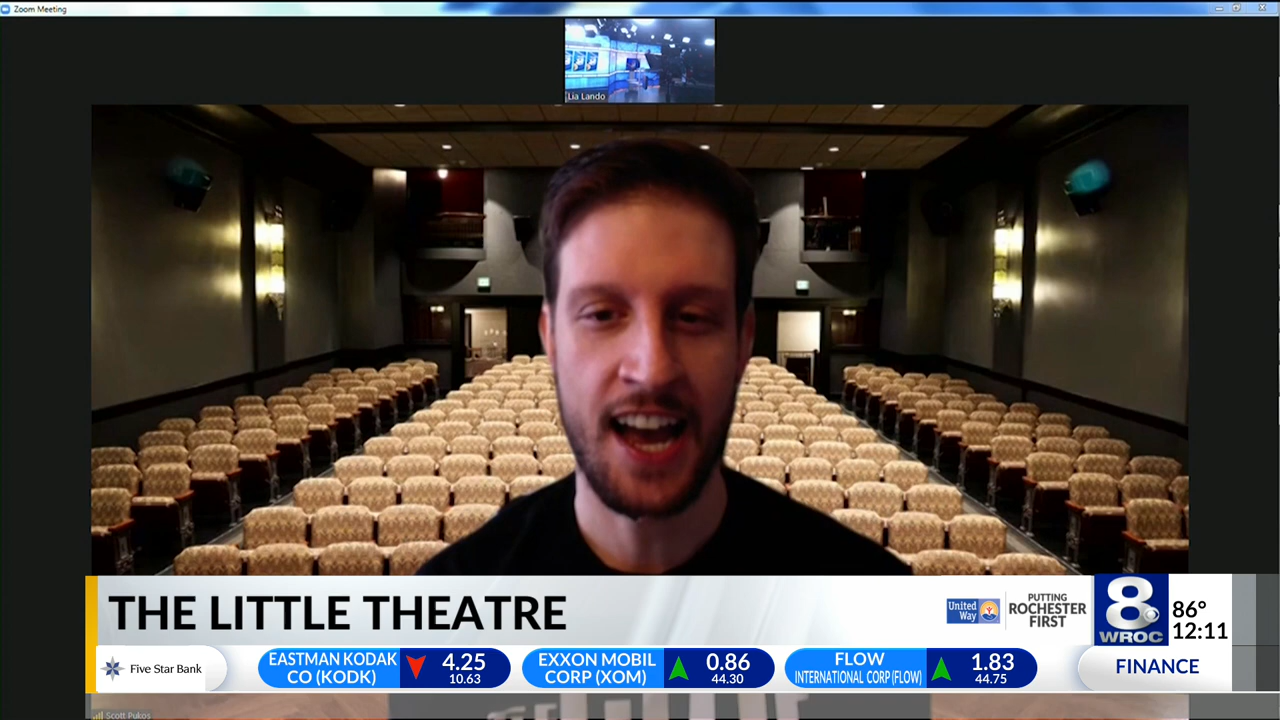 Zoom Meeting
Lia Lando
THE LITTLE THEATRE
United Way
PUTTING
ROCHESTER
FIRST
8
WROC
86°
12:11
Five Star Bank
EASTMAN KODAK
CO (KODK)
4.25
10.63
EXXON MOBIL
CORP (XOM)
0.86
44.30
FLOW
INTERNATIONAL CORP (FLOW)
1.83
44.75
FINANCE
Scott Pukos